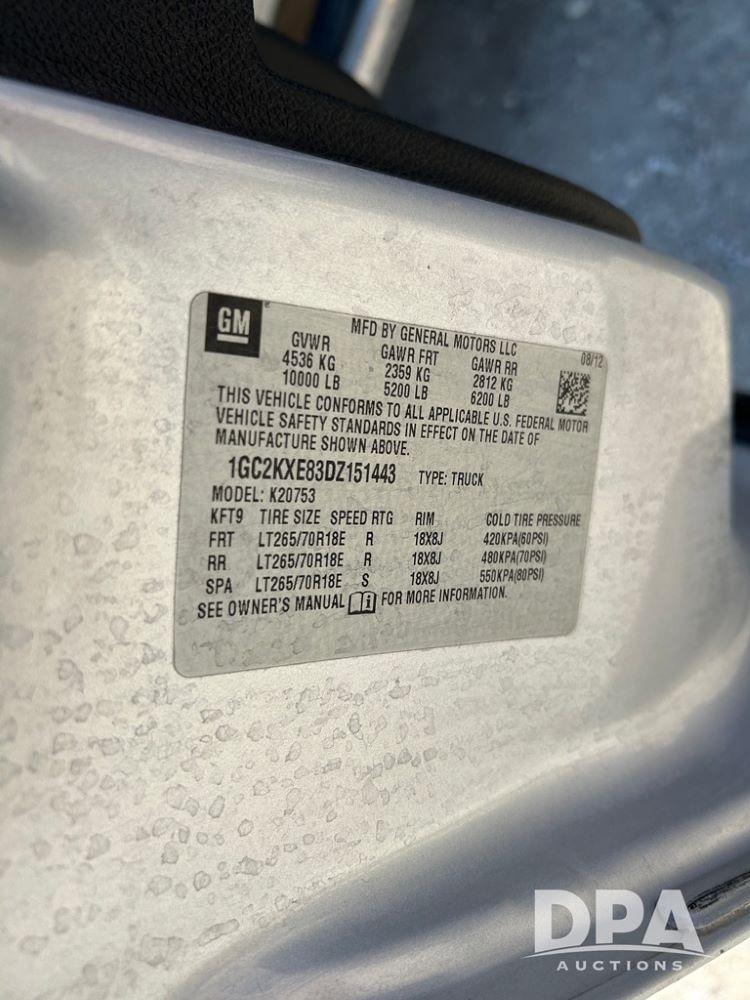 GM
MFD BY GENERAL MOTORS LLC
08/12
GVWR GAWR FRT GAWR RR
4536 KG 2359 KG 2812 KG
10000 LB 5200 LB 6200 LB
THIS VEHICLE CONFORMS TO ALL APPLICABLE U.S. FEDERAL MOTOR
VEHICLE SAFETY STANDARDS IN EFFECT ON THE DATE OF
MANUFACTURE SHOWN ABOVE.
1GC2KXE83DZ151443 TYPE: TRUCK
MODEL: K20753
KFT9 TIRE SIZE SPEED RTG RIM COLD TIRE PRESSURE
FRT LT265/70R18E R 18X8J 420KPA(60PSI)
RR LT265/70R18E R 18X8J 480KPA(70PSI)
SPA LT265/70R18E S 18X8J 550KPA(80PSI)
SEE OWNER'S MANUAL i FOR MORE INFORMATION.
DPA
AUCTIONS